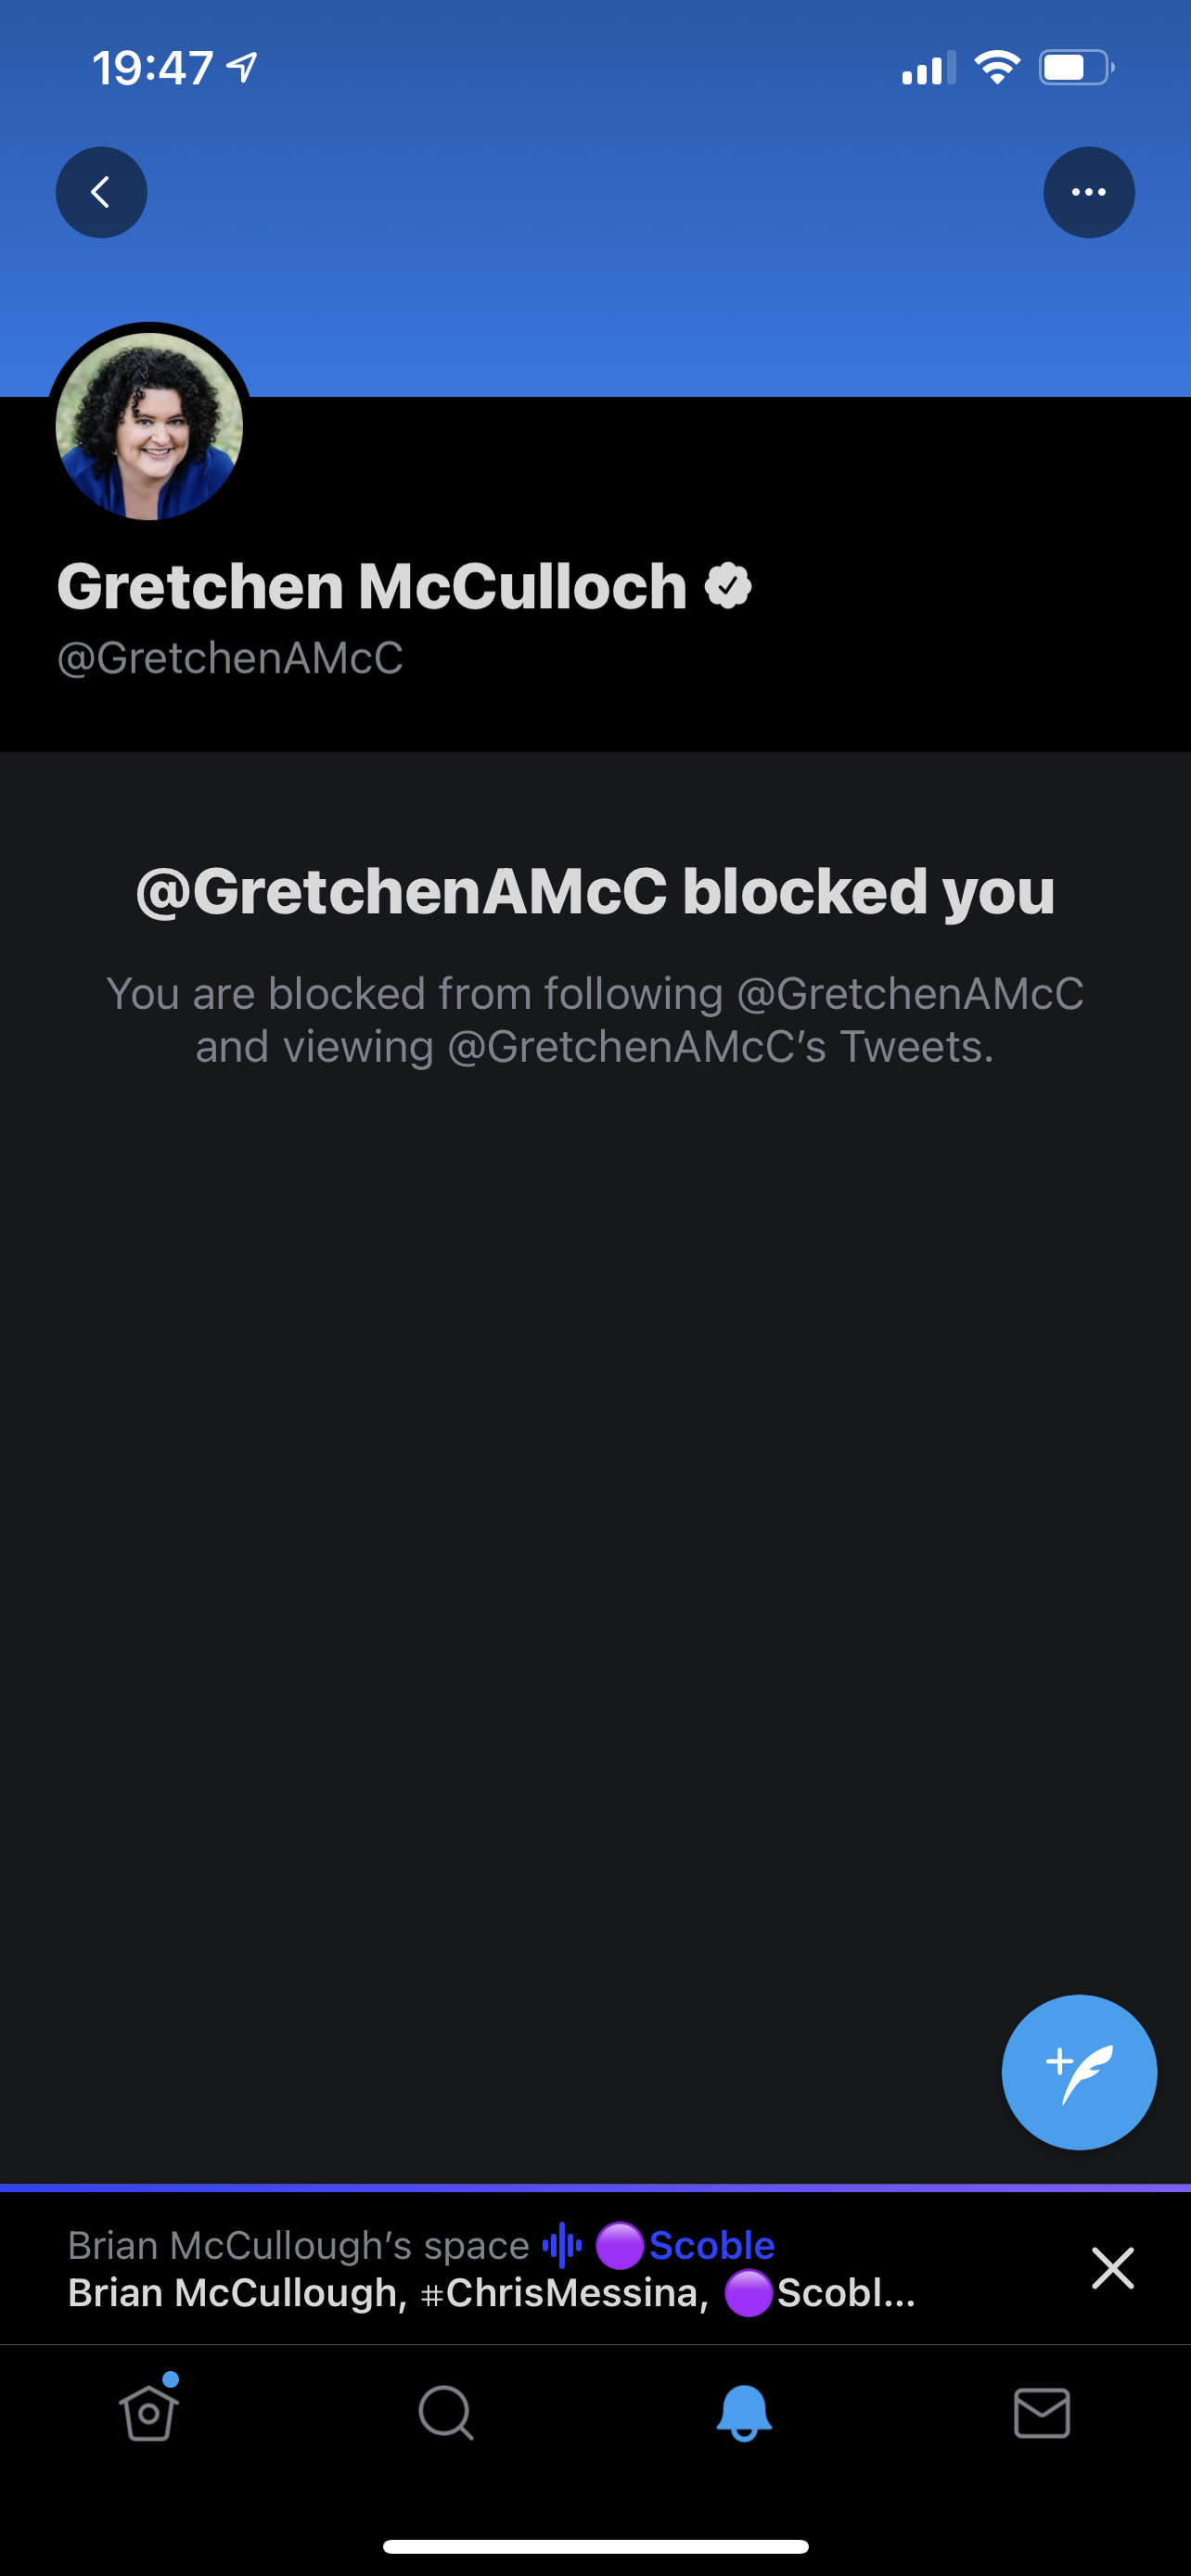 19:47
Gretchen McCulloch
@GretchenAMcC
@GretchenAMcC blocked you
You are blocked from following @GretchenAMcC
and viewing @GretchenAMcC’s Tweets.
Brian McCullough’s space 🟣Scoble
Brian McCullough, #ChrisMessina, 🟣Scobl...